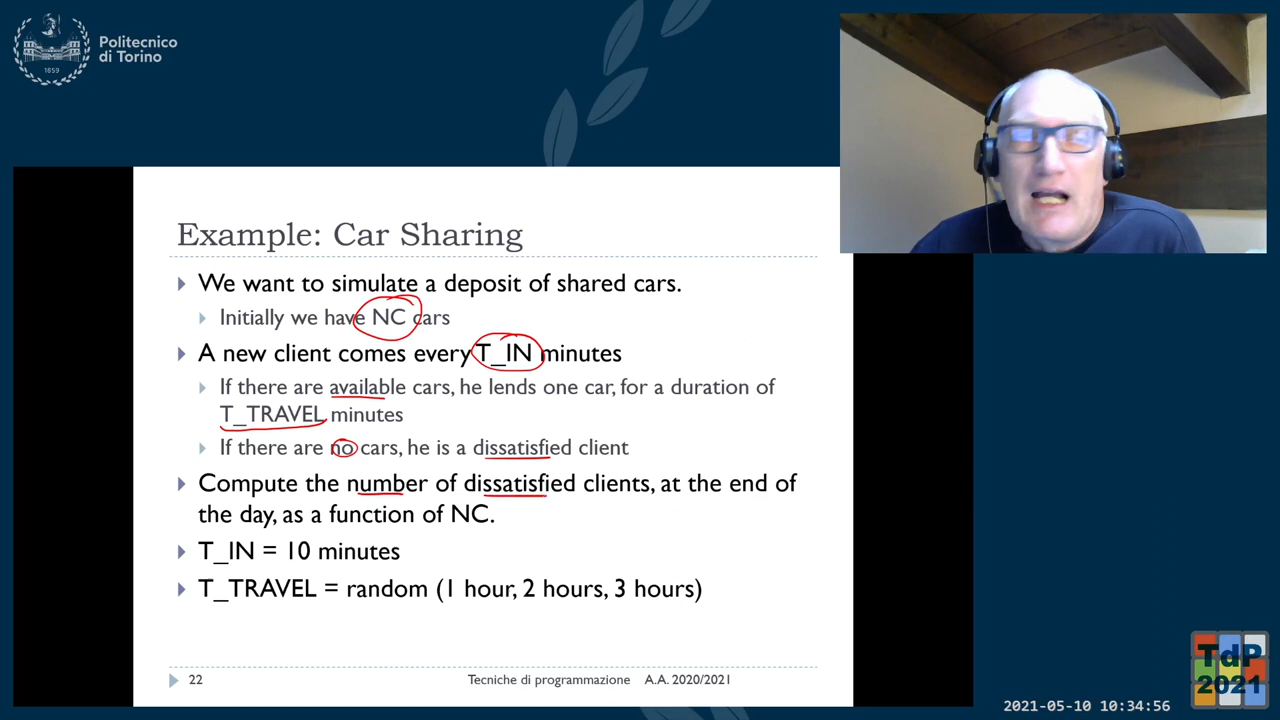 Politecnico
di Torino
1859
Example: Car Sharing
We want to simulate a deposit of shared cars.
Initially we have NC cars
A new client comes every T_IN minutes
If there are available cars, he lends one car, for a duration of
T_TRAVEL minutes
If there are no cars, he is a dissatisfied client
Compute the number of dissatisfied clients, at the end of
the day, as a function of NC.
T_IN = 10 minutes
T_TRAVEL = random (1 hour, 2 hours, 3 hours)
22 Tecniche di programmazione A.A. 2020/2021
TdP
2021
2021-05-10 10:34:56